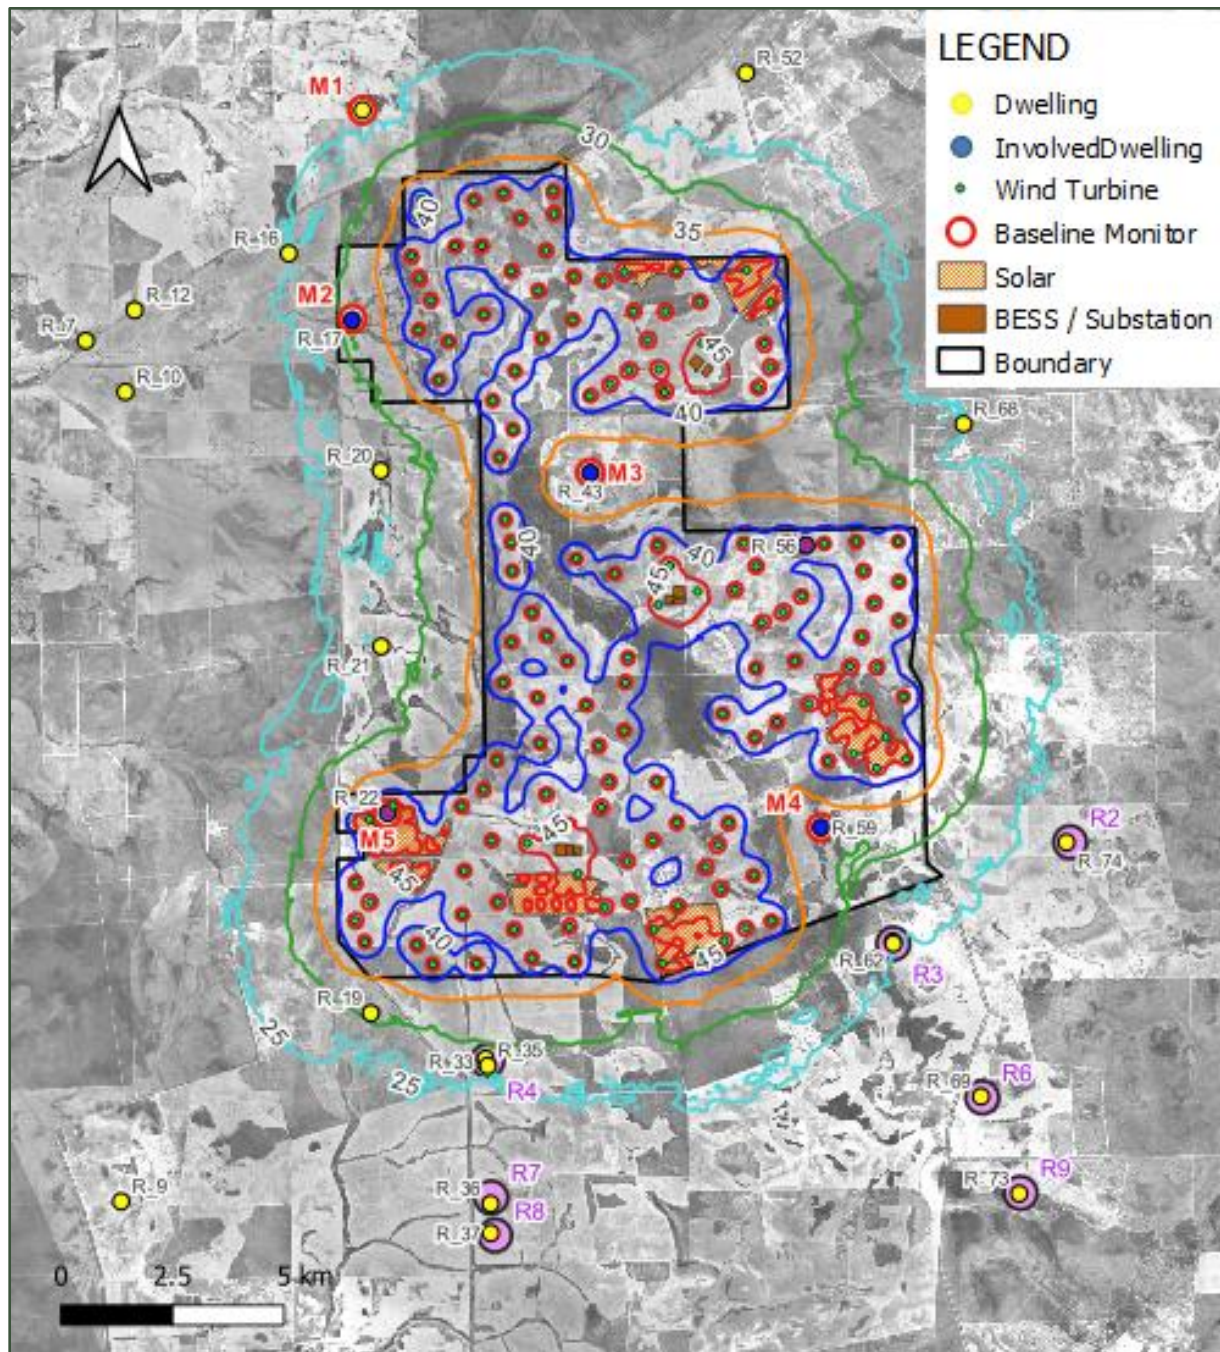 LEGEND
Dwelling
InvolvedDwelling
Wind Turbine
Baseline Monitor
Solar
BESS / Substation
Boundary
R_52
M1
30
40
35
R_16
M2
R_12
R_7
R_17
45
R_10
40
R_68
R_20
M3
R_43
40
R_56
40
45
R_21
M4
R_22
R_59
M5
45
R2
R_74
45
40
R_62
45
R3
R_19
25
R_35
R_33
25
R4
R6
R_69
R7
R_36
R_9
R9
R_73
R8
R_37
0 2.5 5 km